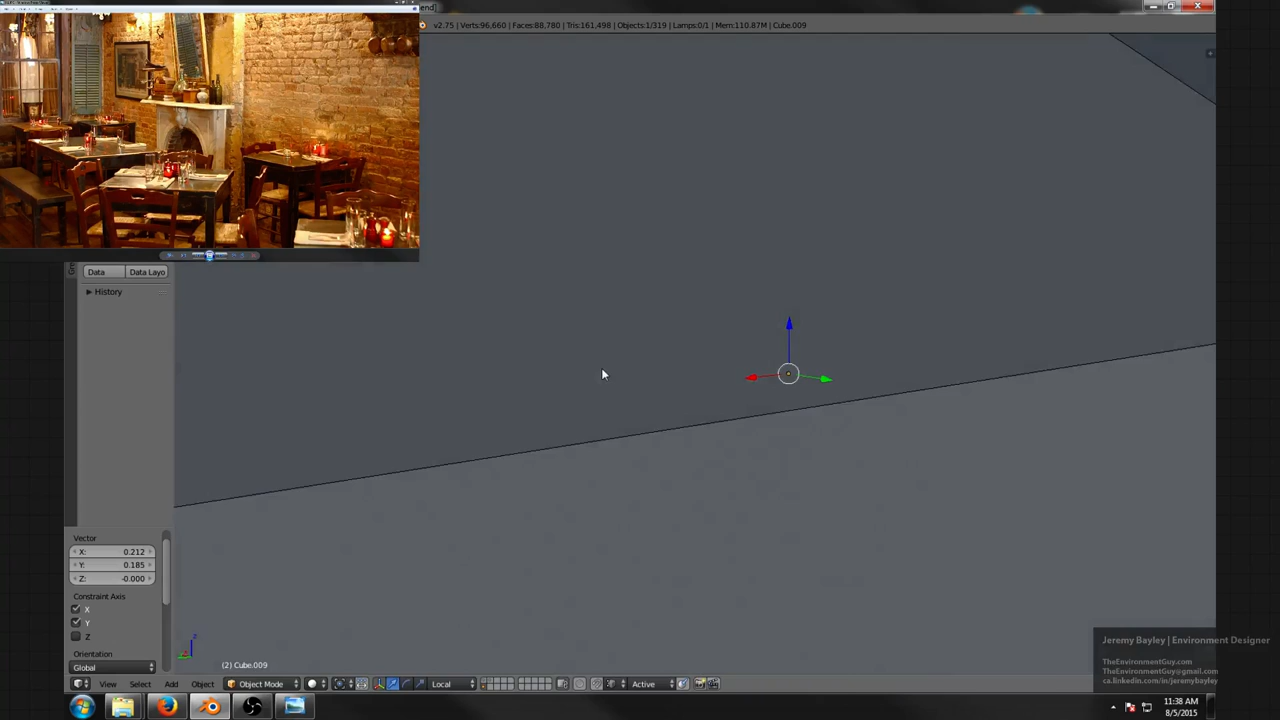 end]
v2.75 | Verts:96,660 | Faces:88,780 | Tris:161,498 | Objects:1/319 | Lamps:0/1 | Mem:110.87M | Cube.009
Data
Data Layo
History
Vector
X: 0.212
Y: 0.185
Z: -0.000
Constraint Axis
X
Y
Z
Orientation
Global
z
(2) Cube.009
View
Select
Add
Object
Object Mode
Local
Active
Jeremy Bayley | Environment Designer
TheEnvironmentGuy.com
TheEnvironmentGuy@gmail.com
ca.linkedin.com/in/jeremybayley
11:38 AM
8/5/2015